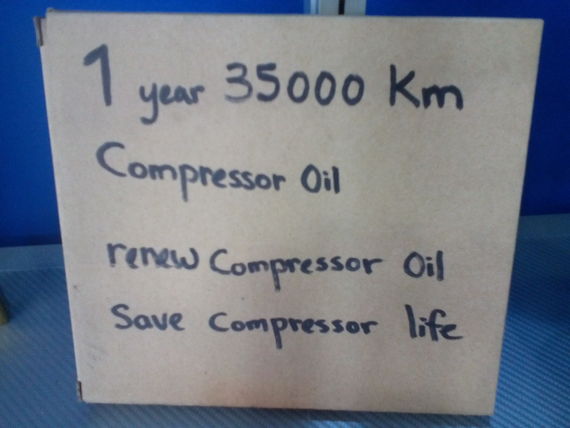 1 year 35000 Km
Compressor Oil
renew Compressor Oil
Save Compressor life